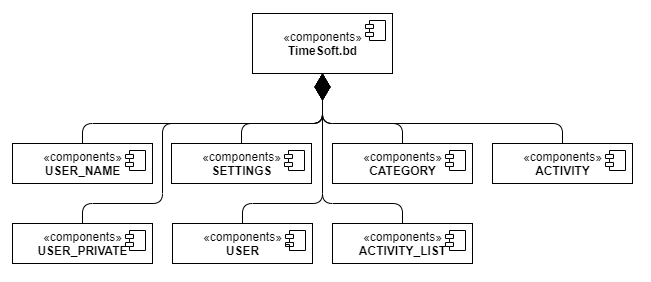 «components»
TimeSoft.bd
«components»
USER_NAME
«components»
SETTINGS
«components»
CATEGORY
«components»
ACTIVITY
«components»
USER_PRIVATE
«components»
USER
«components»
ACTIVITY_LIST